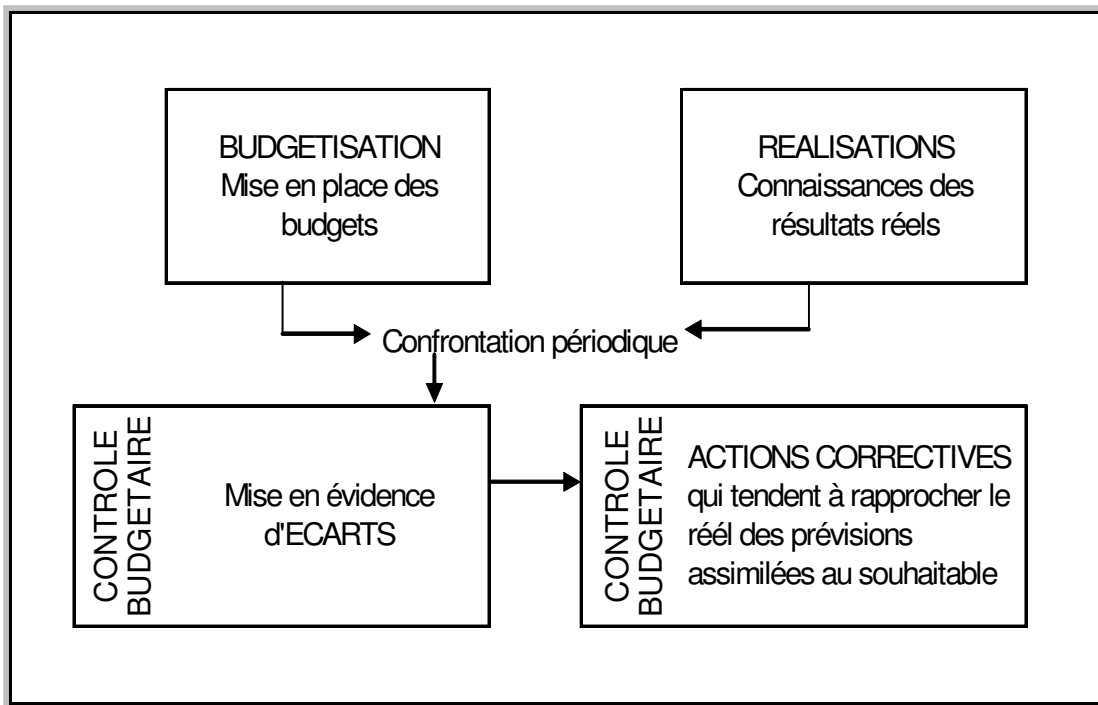 BUDGETISATION
Mise en place des
budgets
REALISATIONS
Connaissances des
résultats réels
Confrontation périodique
CONTROLE
BUDGETAIRE
Mise en évidence
d'ECARTS
CONTROLE
BUDGETAIRE
ACTIONS CORRECTIVES
qui tendent à rapprocher le
réél des prévisions
assimilées au souhaitable